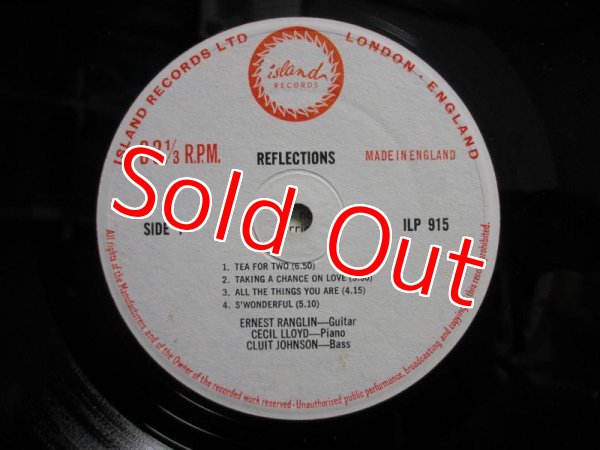 ISLAND RECORDS LTD LONDON · ENGLAND
island
RECORDS
1/3 R.P.M. REFLECTIONS MADE IN ENGLAND
Sold Out
SIDE ILP 915
1. TEA FOR TWO (6.50)
2. TAKING A CHANCE ON LOVE
3. ALL THE THINGS YOU ARE (4.15)
4. S'WONDERFUL (5.10)
ERNEST RANGLIN—Guitar
CECIL LLOYD—Piano
CLUIT JOHNSON—Bass
All rights of the Manufacturers and of the Owner of the recorded work reserved - Unauthorised public performance, broadcasting and copying of this record prohibited.